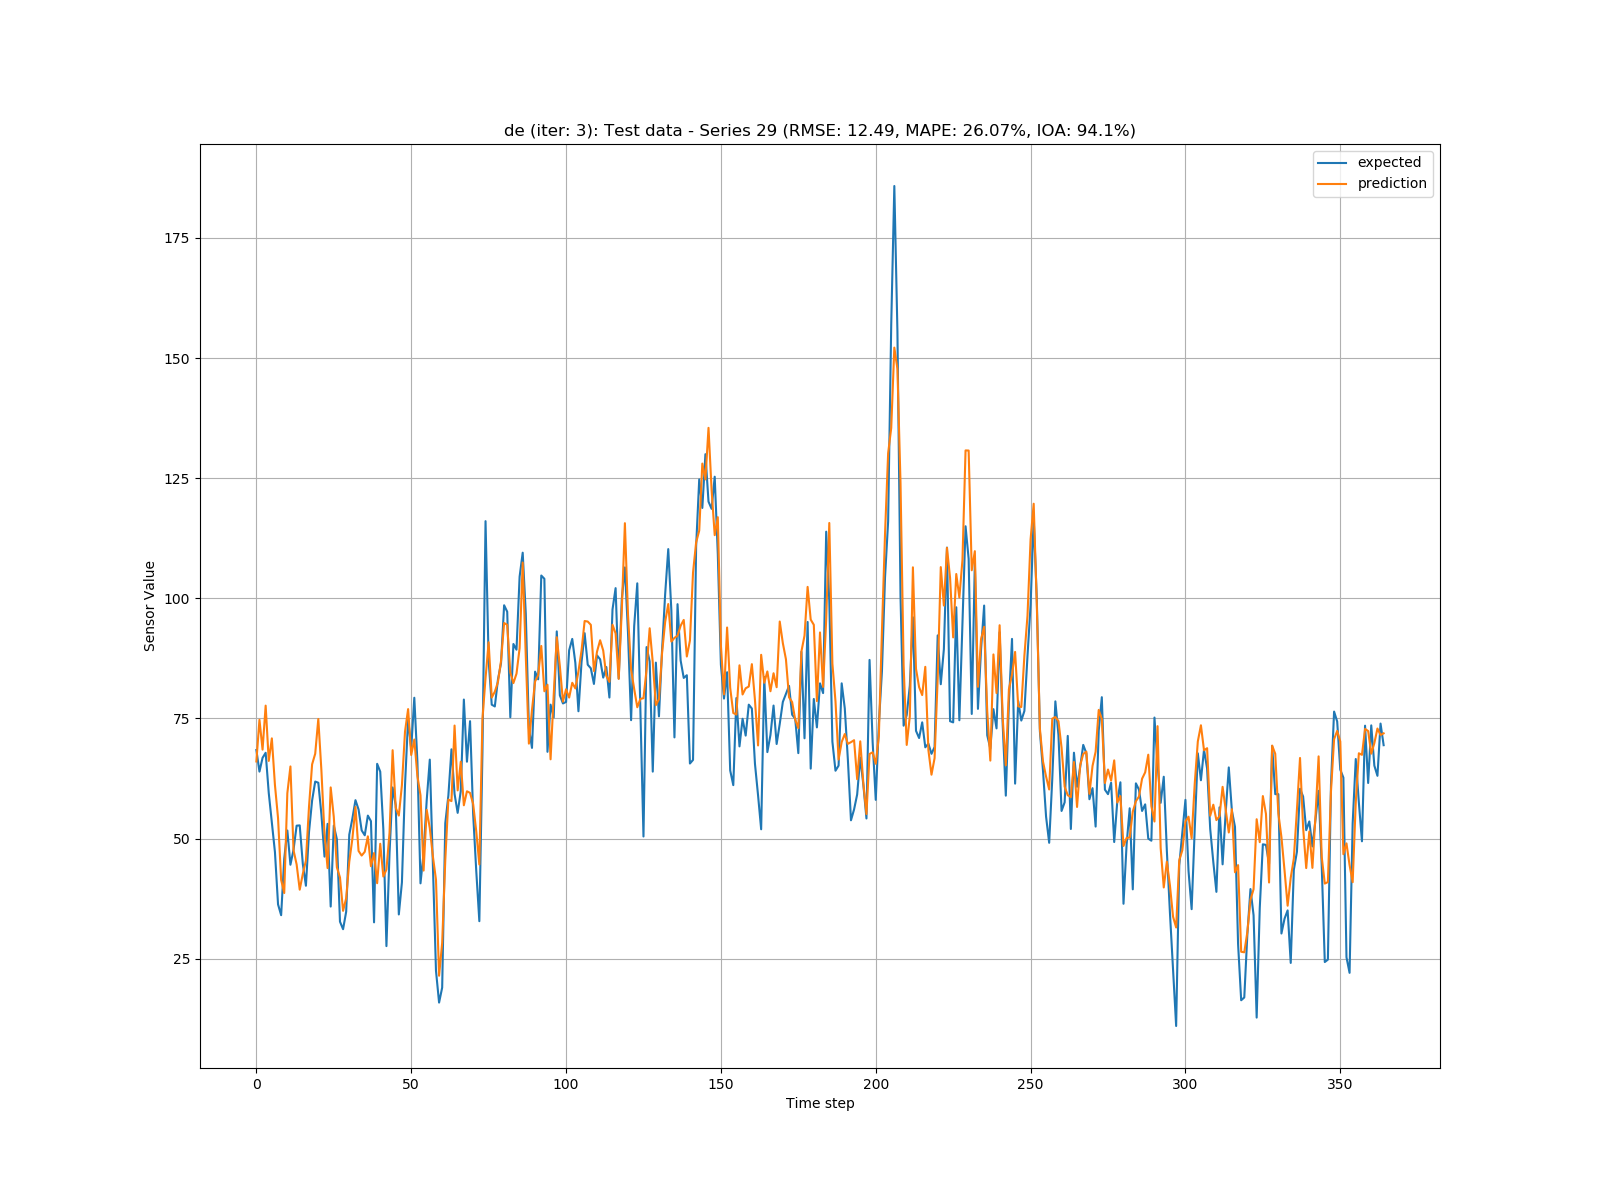 de (iter: 3): Test data - Series 29 (RMSE: 12.49, MAPE: 26.07%, IOA: 94.1%)
expected
prediction
175
150
125
100
75
50
25
Sensor Value
0 50 100 150 200 250 300 350
Time step